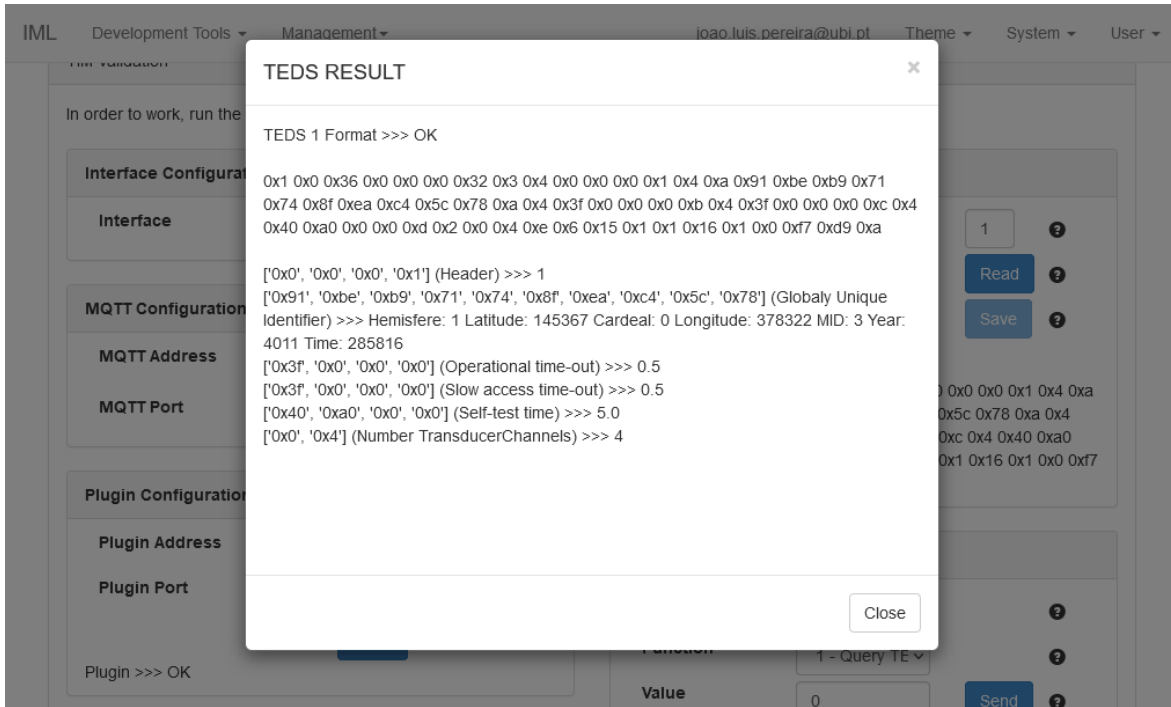 IML Development Tools Management joao.luis.pereira@ubi.pt Theme System User
TIM Validation
In order to work, run the
Interface Configurat
Interface
1
Read
MQTT Configuration
Save
MQTT Address
MQTT Port
0x0 0x0 0x1 0x4 0xa
0x5c 0x78 0xa 0x4
0xc 0x4 0x40 0xa0
0x1 0x16 0x1 0x0 0xf7
Plugin Configuration
Plugin Address
Plugin Port
Plugin >>> OK
Function
1 - Query TE
Value
0
Send
TEDS RESULT
×
TEDS 1 Format >>> OK
0x1 0x0 0x36 0x0 0x0 0x0 0x32 0x3 0x4 0x0 0x0 0x0 0x1 0x4 0xa 0x91 0xbe 0xb9 0x71
0x74 0x8f 0xea 0xc4 0x5c 0x78 0xa 0x4 0x3f 0x0 0x0 0x0 0xb 0x4 0x3f 0x0 0x0 0x0 0xc 0x4
0x40 0xa0 0x0 0x0 0xd 0x2 0x0 0x4 0xe 0x6 0x15 0x1 0x1 0x16 0x1 0x0 0xf7 0xd9 0xa
['0x0', '0x0', '0x0', '0x1'] (Header) >>> 1
['0x91', '0xbe', '0xb9', '0x71', '0x74', '0x8f', '0xea', '0xc4', '0x5c', '0x78'] (Globaly Unique
Identifier) >>> Hemisfere: 1 Latitude: 145367 Cardeal: 0 Longitude: 378322 MID: 3 Year:
4011 Time: 285816
['0x3f', '0x0', '0x0', '0x0'] (Operational time-out) >>> 0.5
['0x3f', '0x0', '0x0', '0x0'] (Slow access time-out) >>> 0.5
['0x40', '0xa0', '0x0', '0x0'] (Self-test time) >>> 5.0
['0x0', '0x4'] (Number TransducerChannels) >>> 4
Close